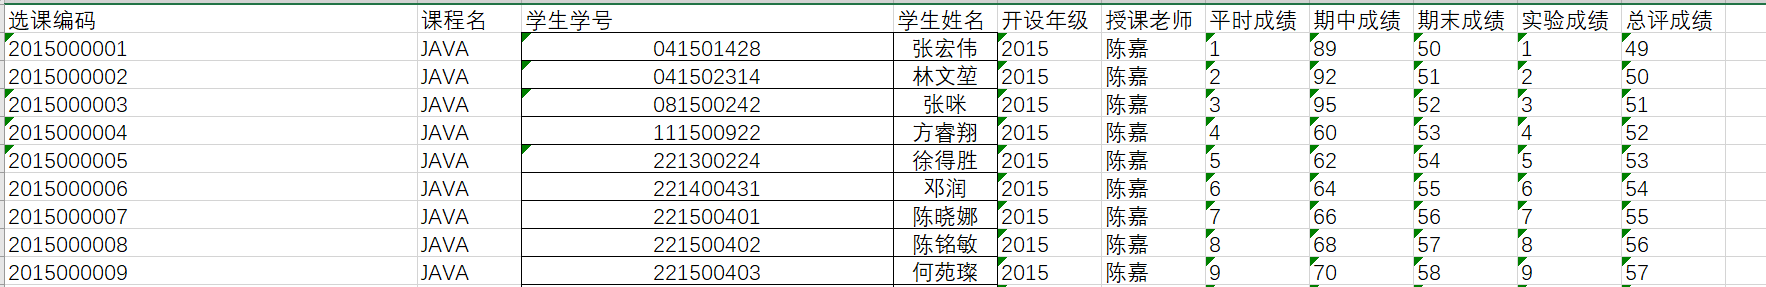 选课编码 课程名 学生学号 学生姓名 开设年级 授课老师 平时成绩 期中成绩 期末成绩 实验成绩 总评成绩
2015000001 JAVA 041501428 张宏伟 2015 陈嘉 1 89 50 1 49
2015000002 JAVA 041502314 林文堃 2015 陈嘉 2 92 51 2 50
2015000003 JAVA 081500242 张咪 2015 陈嘉 3 95 52 3 51
2015000004 JAVA 111500922 方睿翔 2015 陈嘉 4 60 53 4 52
2015000005 JAVA 221300224 徐得胜 2015 陈嘉 5 62 54 5 53
2015000006 JAVA 221400431 邓润 2015 陈嘉 6 64 55 6 54
2015000007 JAVA 221500401 陈晓娜 2015 陈嘉 7 66 56 7 55
2015000008 JAVA 221500402 陈铭敏 2015 陈嘉 8 68 57 8 56
2015000009 JAVA 221500403 何苑璨 2015 陈嘉 9 70 58 9 57